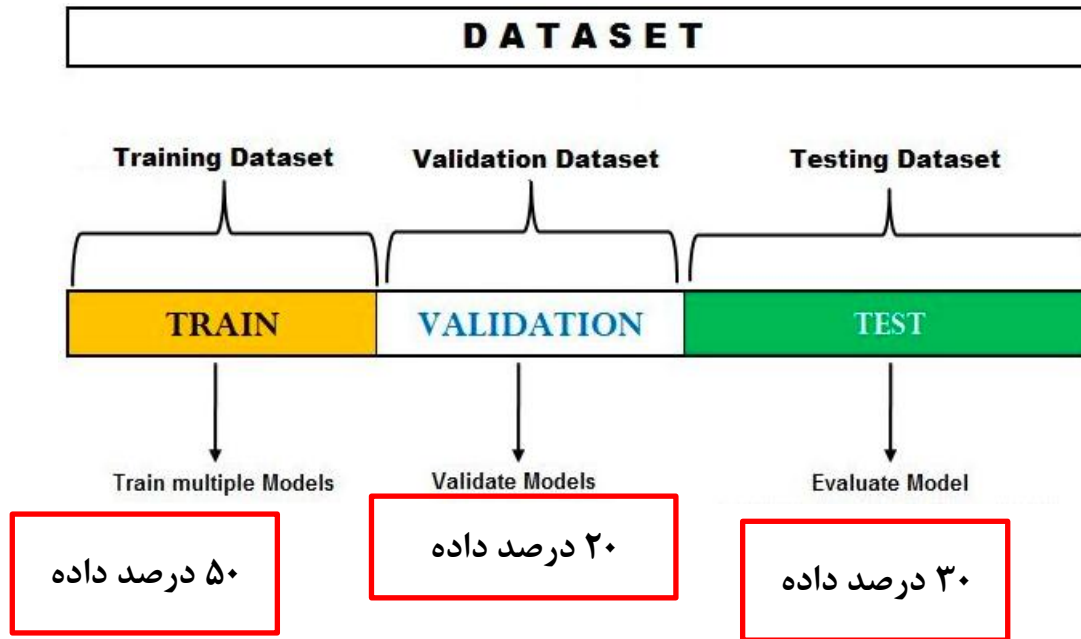 DATASET
Training Dataset
Validation Dataset
Testing Dataset
TRAIN
VALIDATION
TEST
Train multiple Models
Validate Models
Evaluate Model
۵۰ درصد داده
۲۰ درصد داده
۳۰ درصد داده